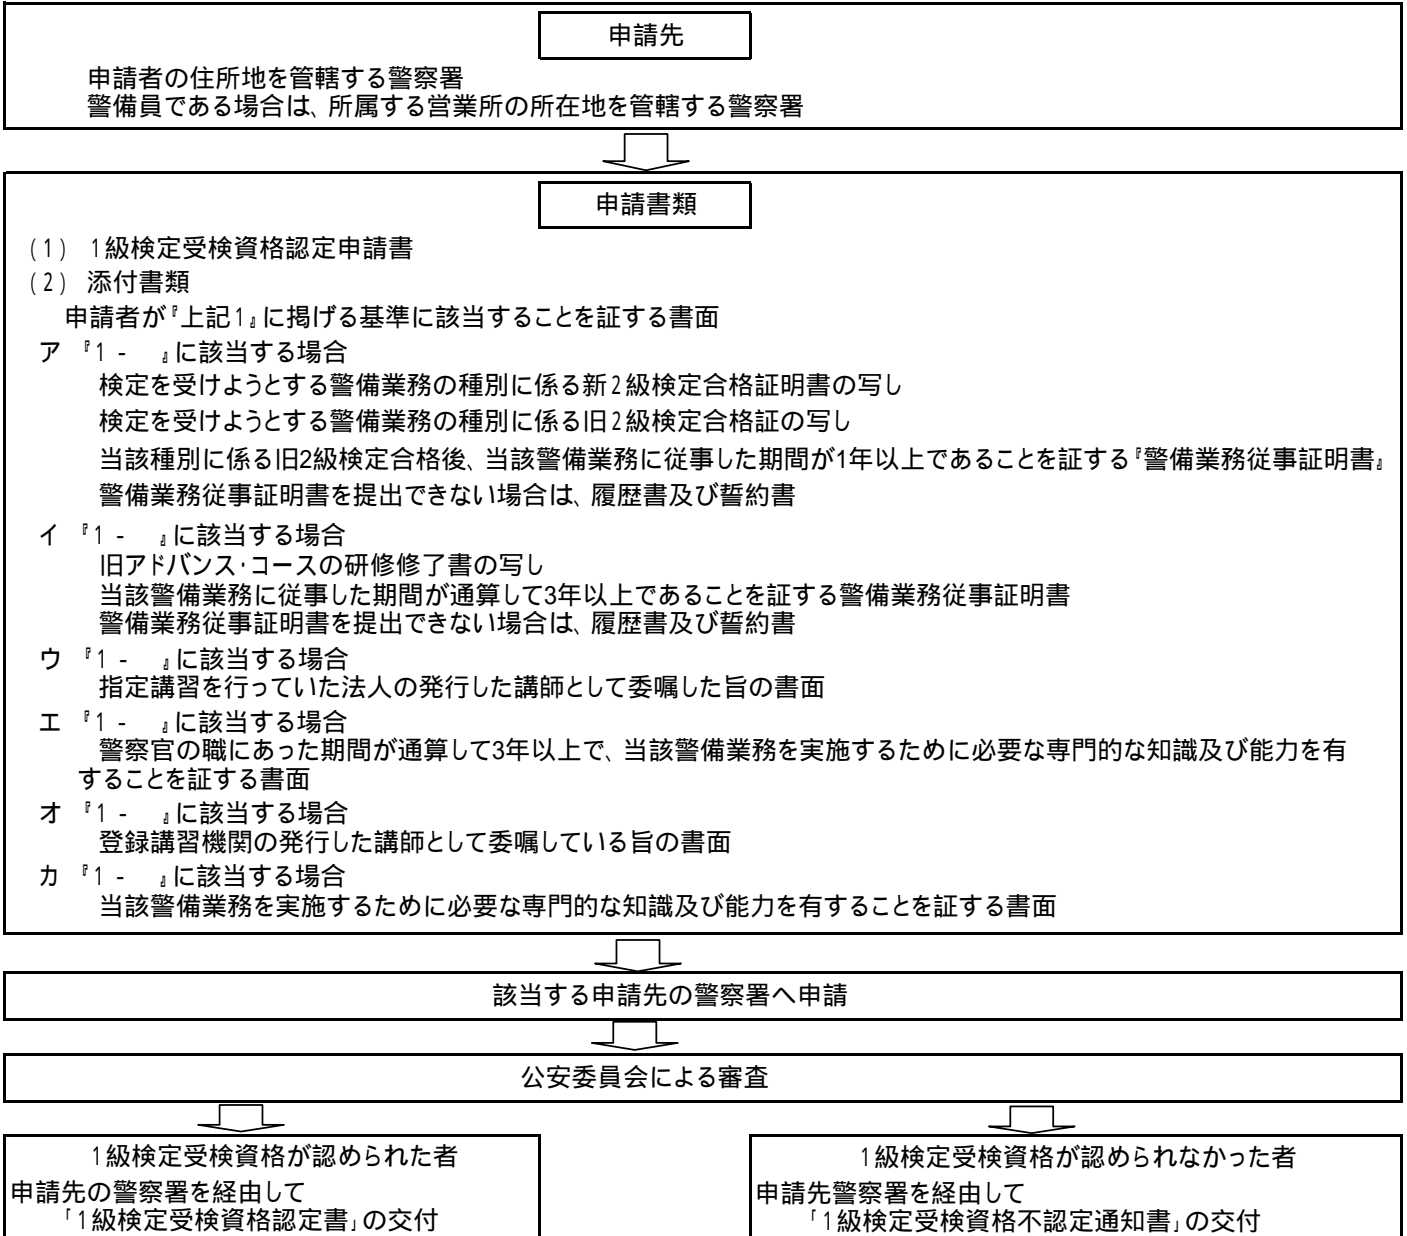 申請先
申請者の住所地を管轄する警察署
警備員である場合は、所属する営業所の所在地を管轄する警察署
申請書類
(1) 1級検定受検資格認定申請書
(2) 添付書類
申請者が『上記1』に掲げる基準に該当することを証する書面
ア 『1 - 』に該当する場合
検定を受けようとする警備業務の種別に係る新2級検定合格証明書の写し
検定を受けようとする警備業務の種別に係る旧2級検定合格証の写し
当該種別に係る旧2級検定合格後、当該警備業務に従事した期間が1年以上であることを証する『警備業務従事証明書』
警備業務従事証明書を提出できない場合は、履歴書及び誓約書
イ 『1 - 』に該当する場合
旧アドバンス・コースの研修修了書の写し
当該警備業務に従事した期間が通算して3年以上であることを証する警備業務従事証明書
警備業務従事証明書を提出できない場合は、履歴書及び誓約書
ウ 『1 - 』に該当する場合
指定講習を行っていた法人の発行した講師として委嘱した旨の書面
エ 『1 - 』に該当する場合
警察官の職にあった期間が通算して3年以上で、当該警備業務を実施するために必要な専門的な知識及び能力を有
することを証する書面
オ 『1 - 』に該当する場合
登録講習機関の発行した講師として委嘱している旨の書面
カ 『1 - 』に該当する場合
当該警備業務を実施するために必要な専門的な知識及び能力を有することを証する書面
該当する申請先の警察署へ申請
公安委員会による審査
1級検定受検資格が認められた者
申請先の警察署を経由して
「1級検定受検資格認定書」の交付
1級検定受検資格が認められなかった者
申請先警察署を経由して
「1級検定受検資格不認定通知書」の交付